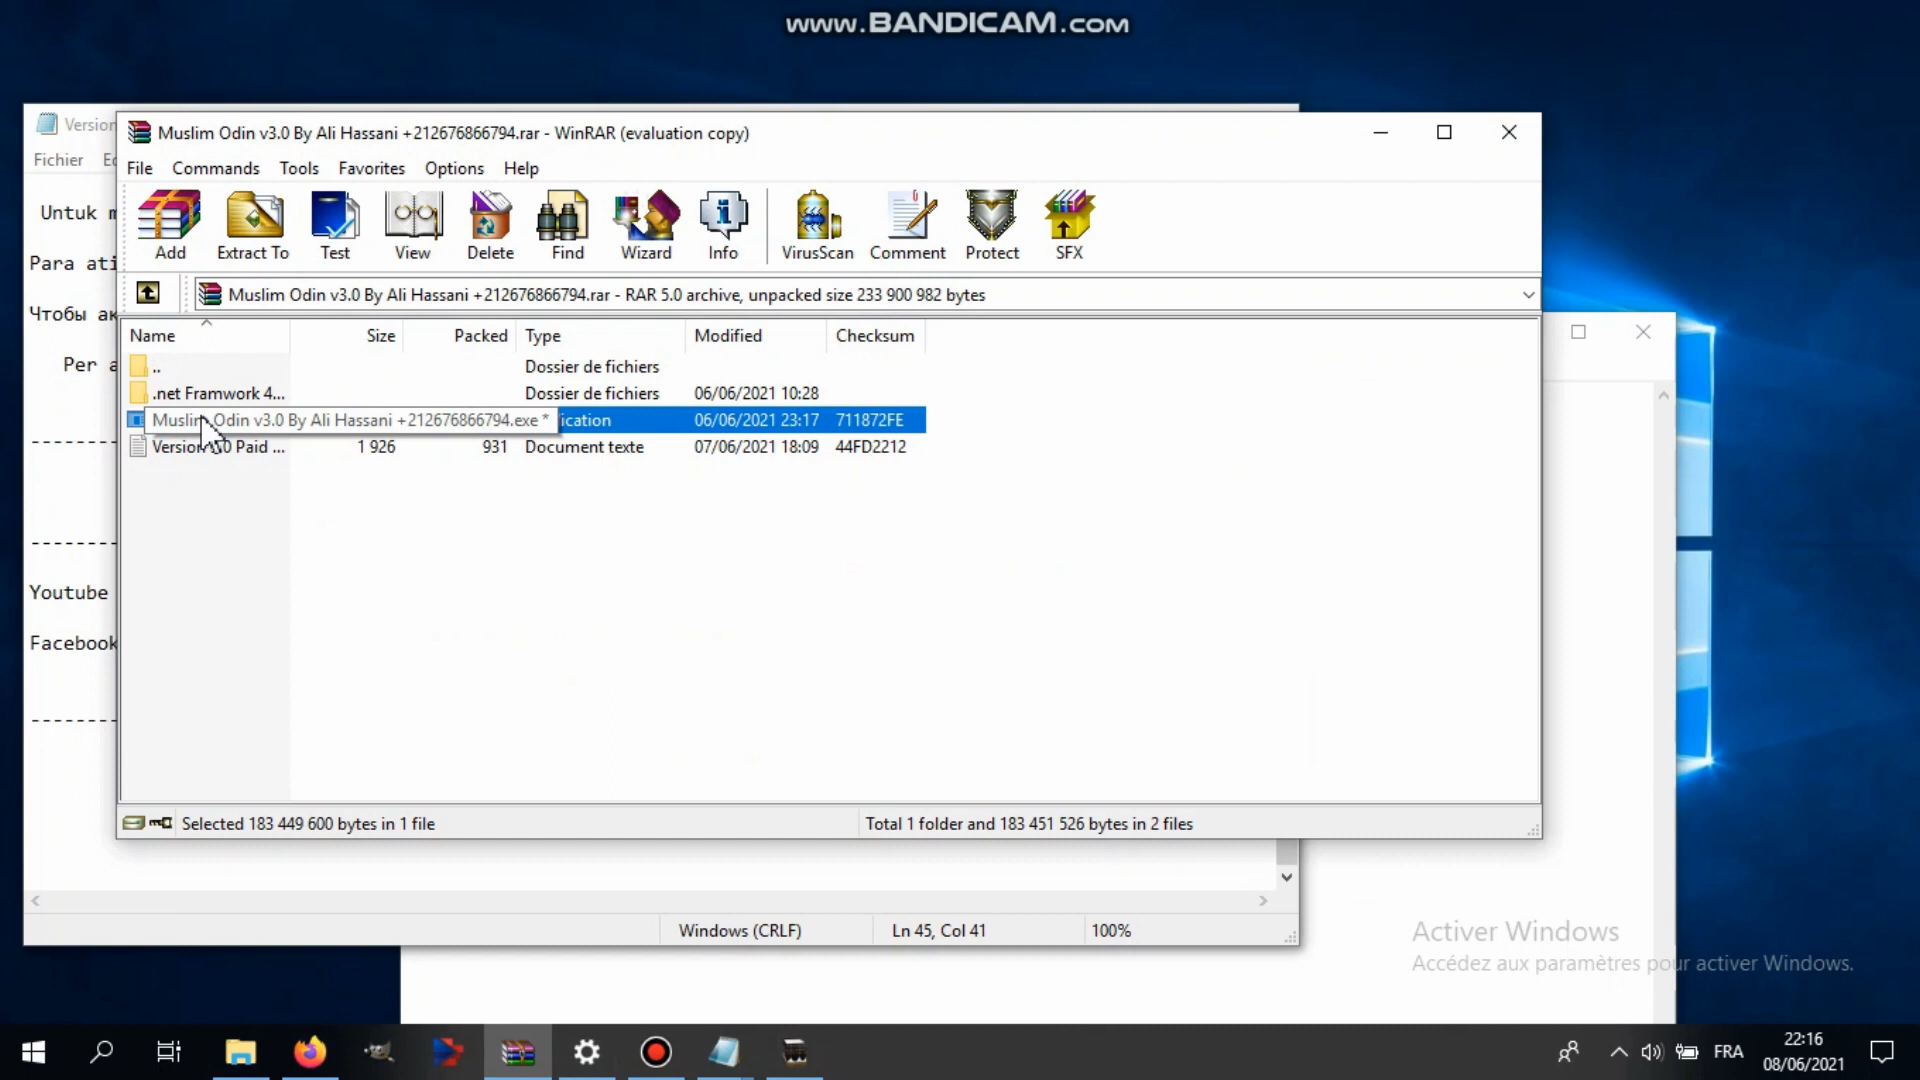 www.BANDICAM.com
Version
Fichier
Untuk
Para ati
Чтобы ак
Per a
Youtube
Facebook
Muslim Odin v3.0 By Ali Hassani +212676866794.rar - WinRAR (evaluation copy)
File Commands Tools Favorites Options Help
Add Extract To Test View Delete Find Wizard Info VirusScan Comment Protect SFX
Muslim Odin v3.0 By Ali Hassani +212676866794.rar - RAR 5.0 archive, unpacked size 233 900 982 bytes
Name Size Packed Type Modified Checksum
.. Dossier de fichiers
.net Framwork 4... Dossier de fichiers 06/06/2021 10:28
Muslim Odin v3.0 By Ali Hassani +212676866794.exe * ication 06/06/2021 23:17 711872FE
Version 3.0 Paid ... 1 926 931 Document texte 07/06/2021 18:09 44FD2212
Selected 183 449 600 bytes in 1 file
Total 1 folder and 183 451 526 bytes in 2 files
Windows (CRLF) Ln 45, Col 41 100%
Activer Windows
Accédez aux paramètres pour activer Windows.
FRA
22:16
08/06/2021